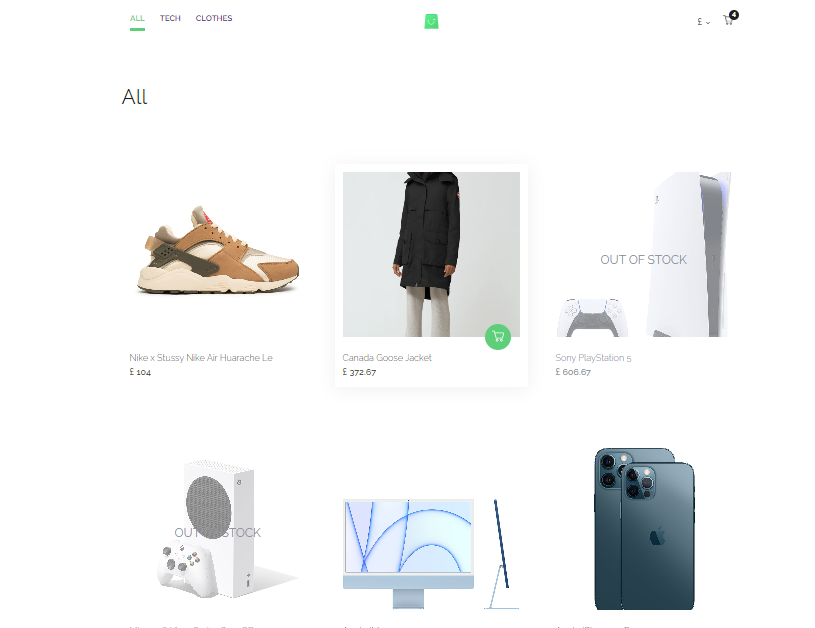 ALL TECH CLOTHES
£ 4
All
OUT OF STOCK
Nike x Stussy Nike Air Huarache Le
£ 104
Canada Goose Jacket
£ 372.67
Sony PlayStation 5
£ 606.67
OUT OF STOCK